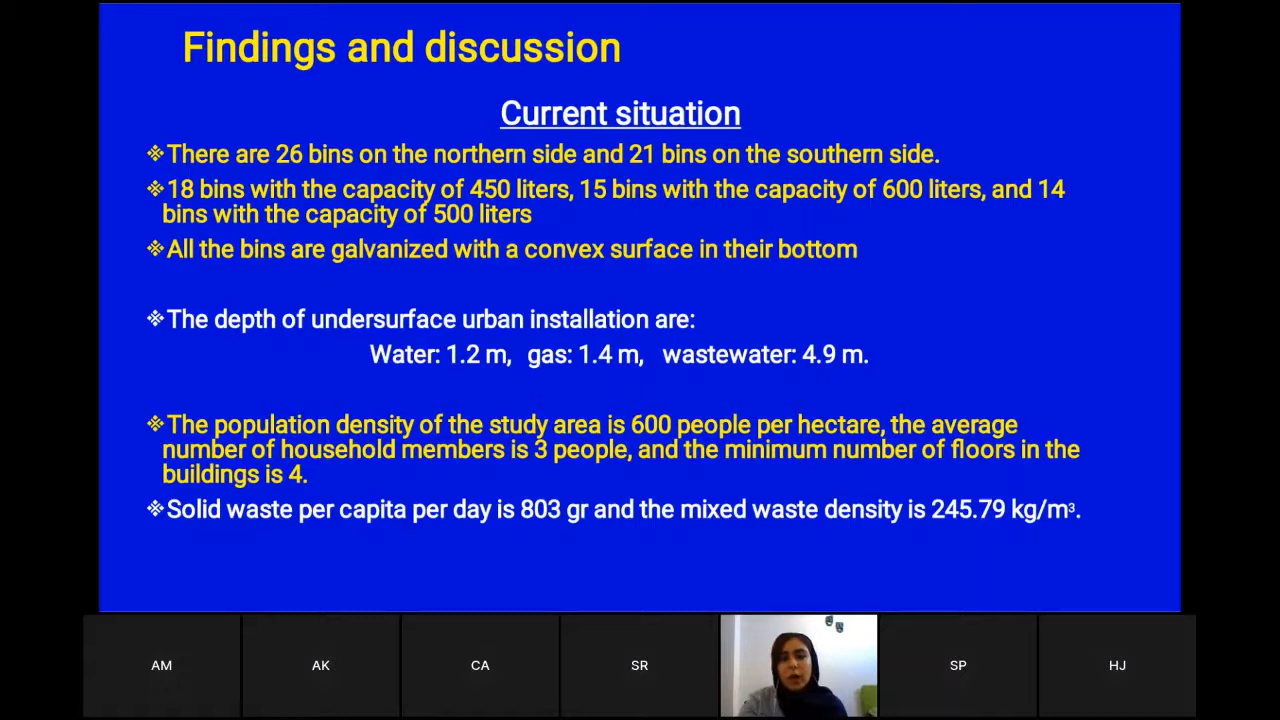 Findings and discussion
Current situation
❖There are 26 bins on the northern side and 21 bins on the southern side.
❖18 bins with the capacity of 450 liters, 15 bins with the capacity of 600 liters, and 14
bins with the capacity of 500 liters
❖All the bins are galvanized with a convex surface in their bottom
❖The depth of undersurface urban installation are:
Water: 1.2 m, gas: 1.4 m, wastewater: 4.9 m.
❖The population density of the study area is 600 people per hectare, the average
number of household members is 3 people, and the minimum number of floors in the
buildings is 4.
❖Solid waste per capita per day is 803 gr and the mixed waste density is 245.79 kg/m³.
AM AK CA SR SP HJ